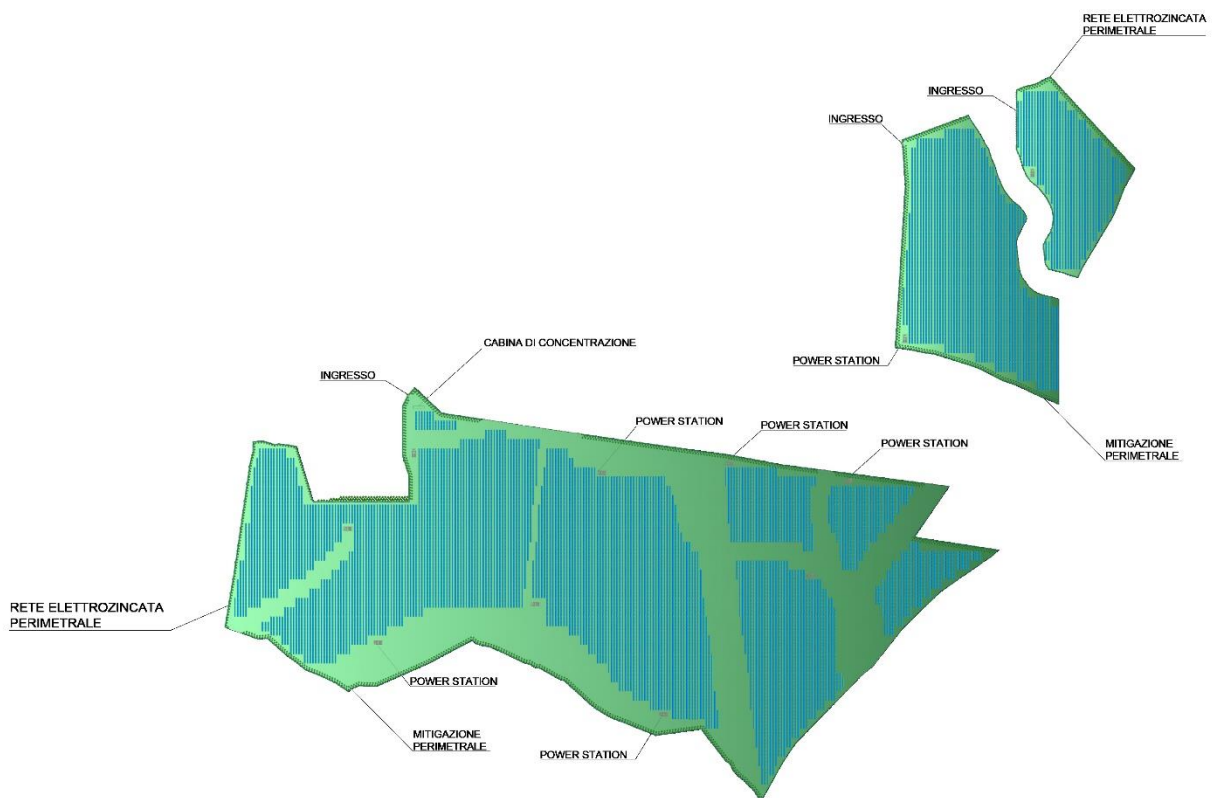 RETE ELETTROZINCATA
PERIMETRALE
INGRESSO
INGRESSO
POWER STATION
MITIGAZIONE
PERIMETRALE
CABINA DI CONCENTRAZIONE
INGRESSO
POWER STATION
POWER STATION
POWER STATION
RETE ELETTROZINCATA
PERIMETRALE
POWER STATION
MITIGAZIONE
PERIMETRALE
POWER STATION